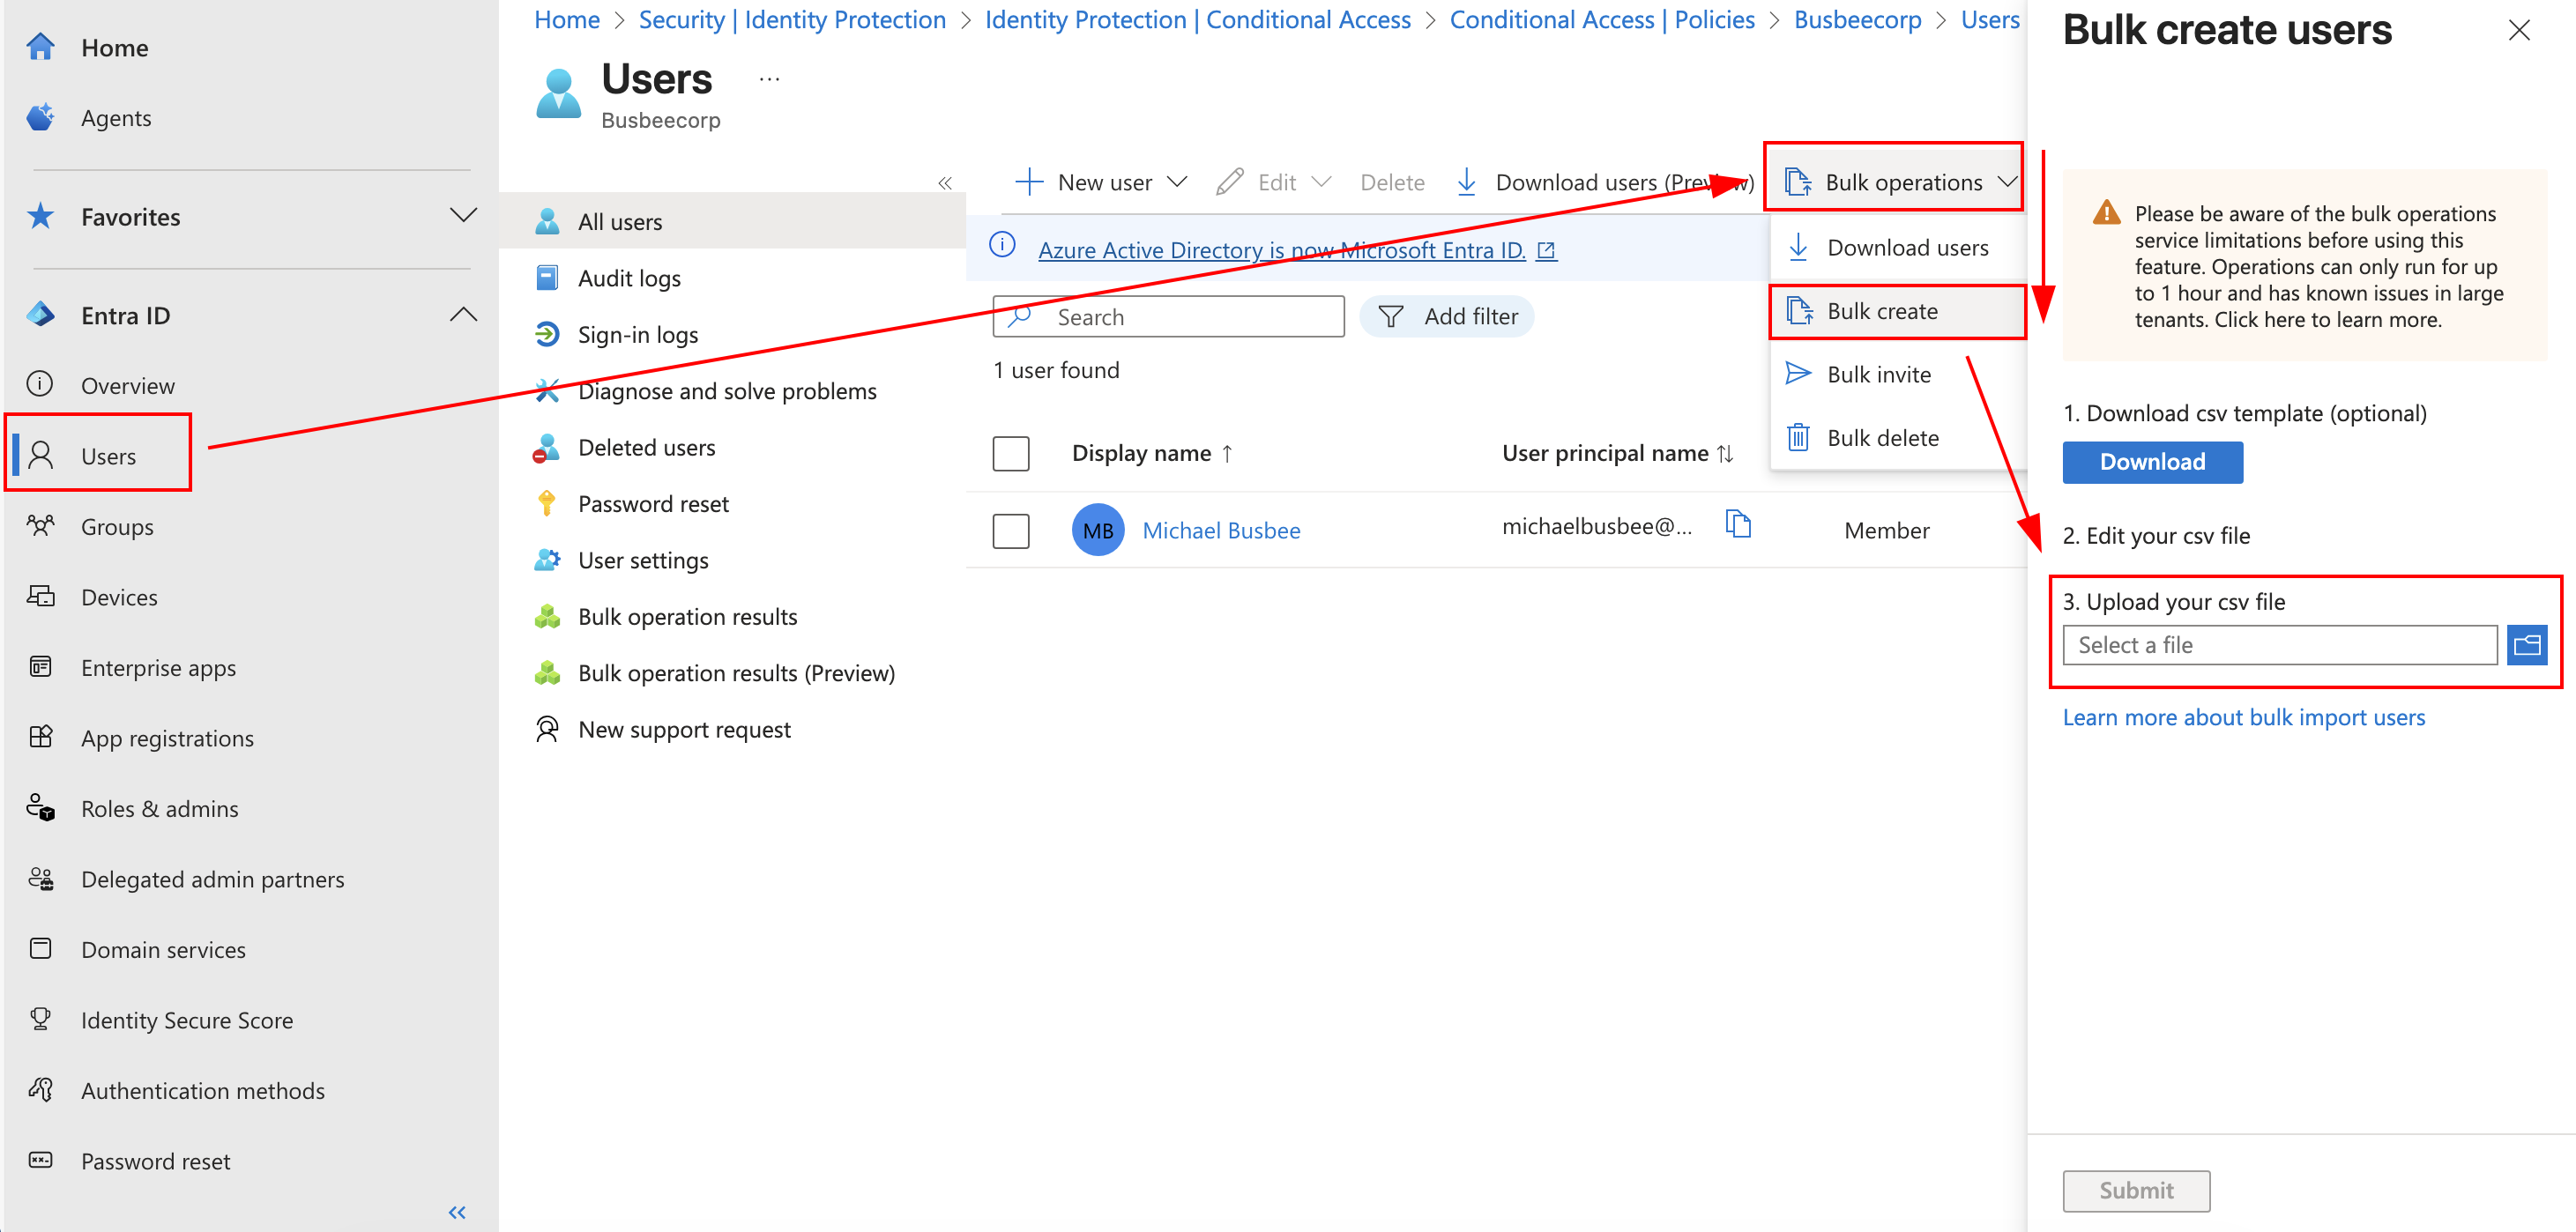 Home
Agents
Favorites
Entra ID
Overview
Users
Groups
Devices
Enterprise apps
App registrations
Roles & admins
Delegated admin partners
Domain services
Identity Secure Score
Authentication methods
Password reset
Home > Security | Identity Protection > Identity Protection | Conditional Access > Conditional Access | Policies > Busbeecorp > Users
Users ...
Busbeecorp
All users
Audit logs
Sign-in logs
Diagnose and solve problems
Deleted users
Password reset
User settings
Bulk operation results
Bulk operation results (Preview)
New support request
New user Edit Delete Download users (Preview) Bulk operations
Azure Active Directory is now Microsoft Entra ID.
Search Add filter
1 user found
Display name ↑ User principal name ↑↓
MB Michael Busbee michaelbusbee@... Member
Download users
Bulk create
Bulk invite
Bulk delete
Bulk create users
Please be aware of the bulk operations
service limitations before using this
feature. Operations can only run for up
to 1 hour and has known issues in large
tenants. Click here to learn more.
1. Download csv template (optional)
Download
2. Edit your csv file
3. Upload your csv file
Select a file
Learn more about bulk import users
Submit